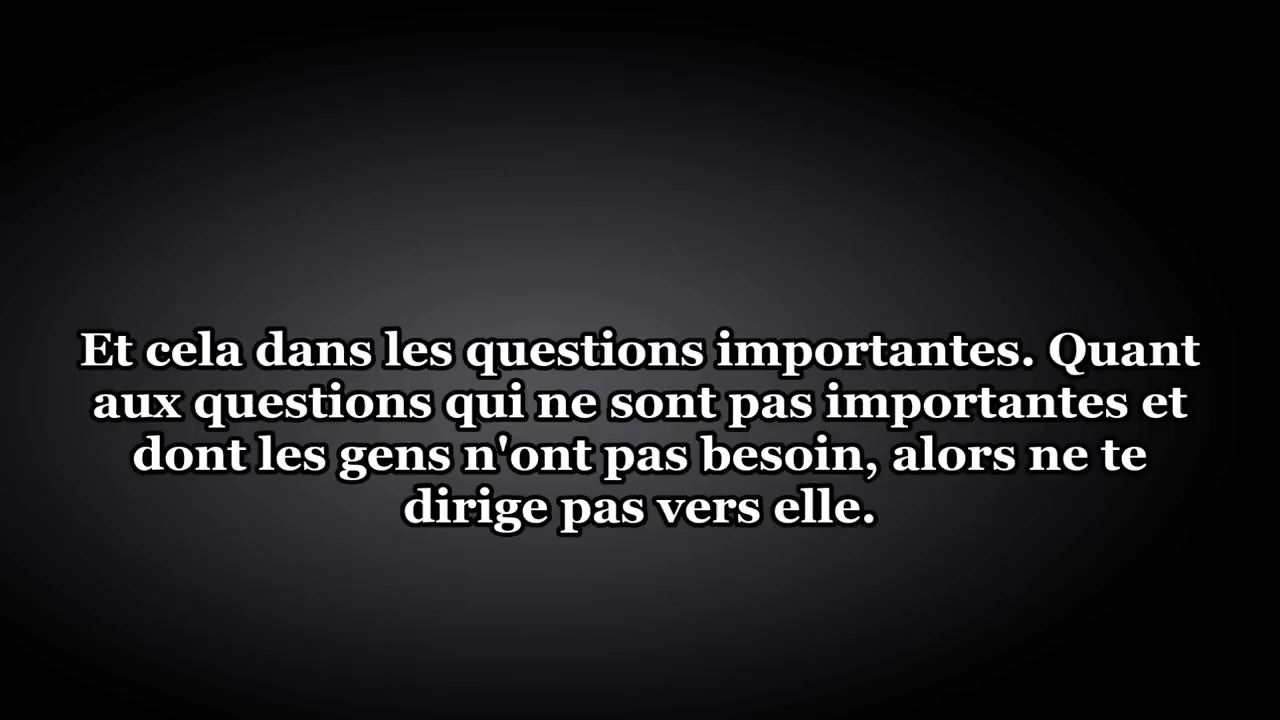 Et cela dans les questions importantes. Quant
aux questions qui ne sont pas importantes et
dont les gens n'ont pas besoin, alors ne te
dirige pas vers elle.